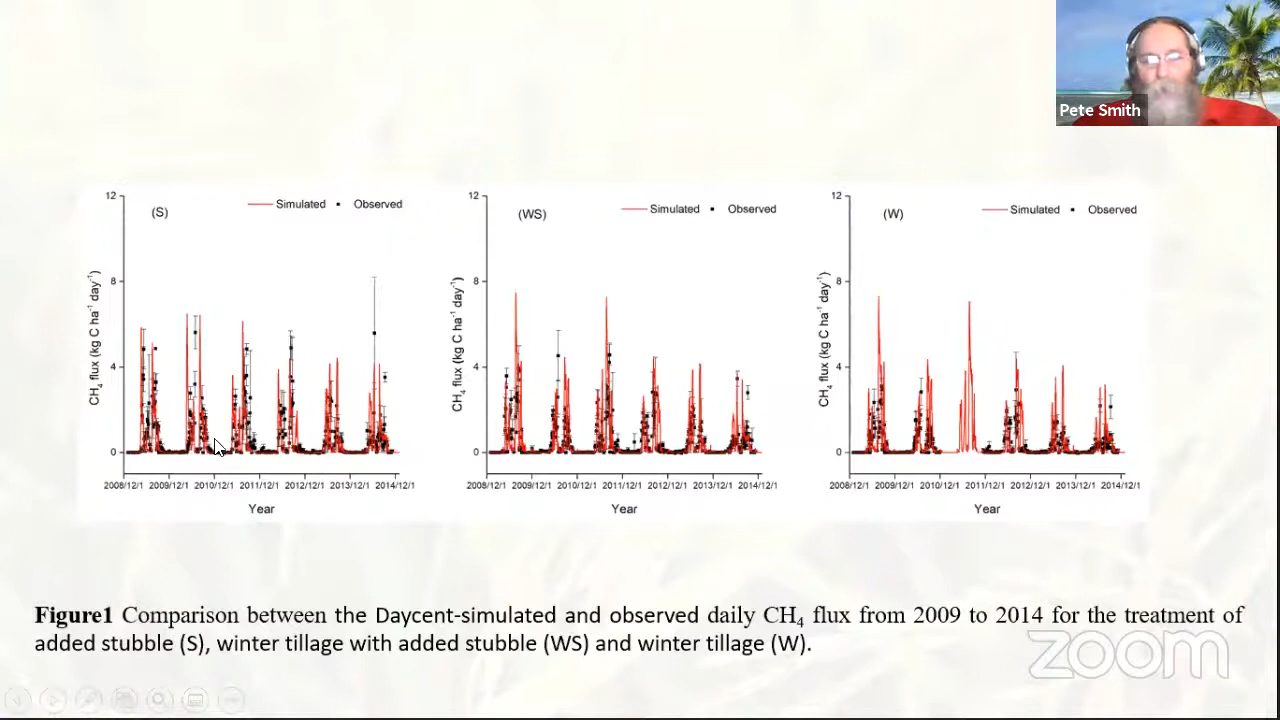 Pete Smith
12
8
4
0
(S)
Simulated
Observed
CH₄ flux (kg C ha⁻¹ day⁻¹)
2008/12/1 2009/12/1 2010/12/1 2011/12/1 2012/12/1 2013/12/1 2014/12/1
Year
12
8
4
0
(WS)
Simulated
Observed
CH₄ flux (kg C ha⁻¹ day⁻¹)
2008/12/1 2009/12/1 2010/12/1 2011/12/1 2012/12/1 2013/12/1 2014/12/1
Year
12
8
4
0
(W)
Simulated
Observed
CH₄ flux (kg C ha⁻¹ day⁻¹)
2008/12/1 2009/12/1 2010/12/1 2011/12/1 2012/12/1 2013/12/1 2014/12/1
Year
Figure1 Comparison between the Daycent-simulated and observed daily CH₄ flux from 2009 to 2014 for the treatment of
added stubble (S), winter tillage with added stubble (WS) and winter tillage (W).
zoom